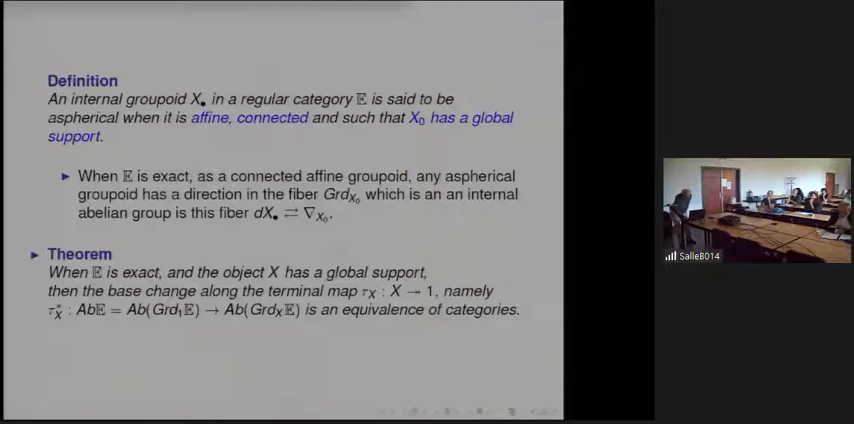 Definition
An internal groupoid X• in a regular category 𝔼 is said to be
aspherical when it is affine, connected and such that X₀ has a global
support.
► When 𝔼 is exact, as a connected affine groupoid, any aspherical
groupoid has a direction in the fiber Grd_X₀ which is an an internal
abelian group is this fiber dX• ⇄ ∇_X₀.
► Theorem
When 𝔼 is exact, and the object X has a global support,
then the base change along the terminal map τ_X : X → 1, namely
τ*_X : Ab𝔼 = Ab(Grd₁𝔼) → Ab(Grd_X𝔼) is an equivalence of categories.
SalleB014